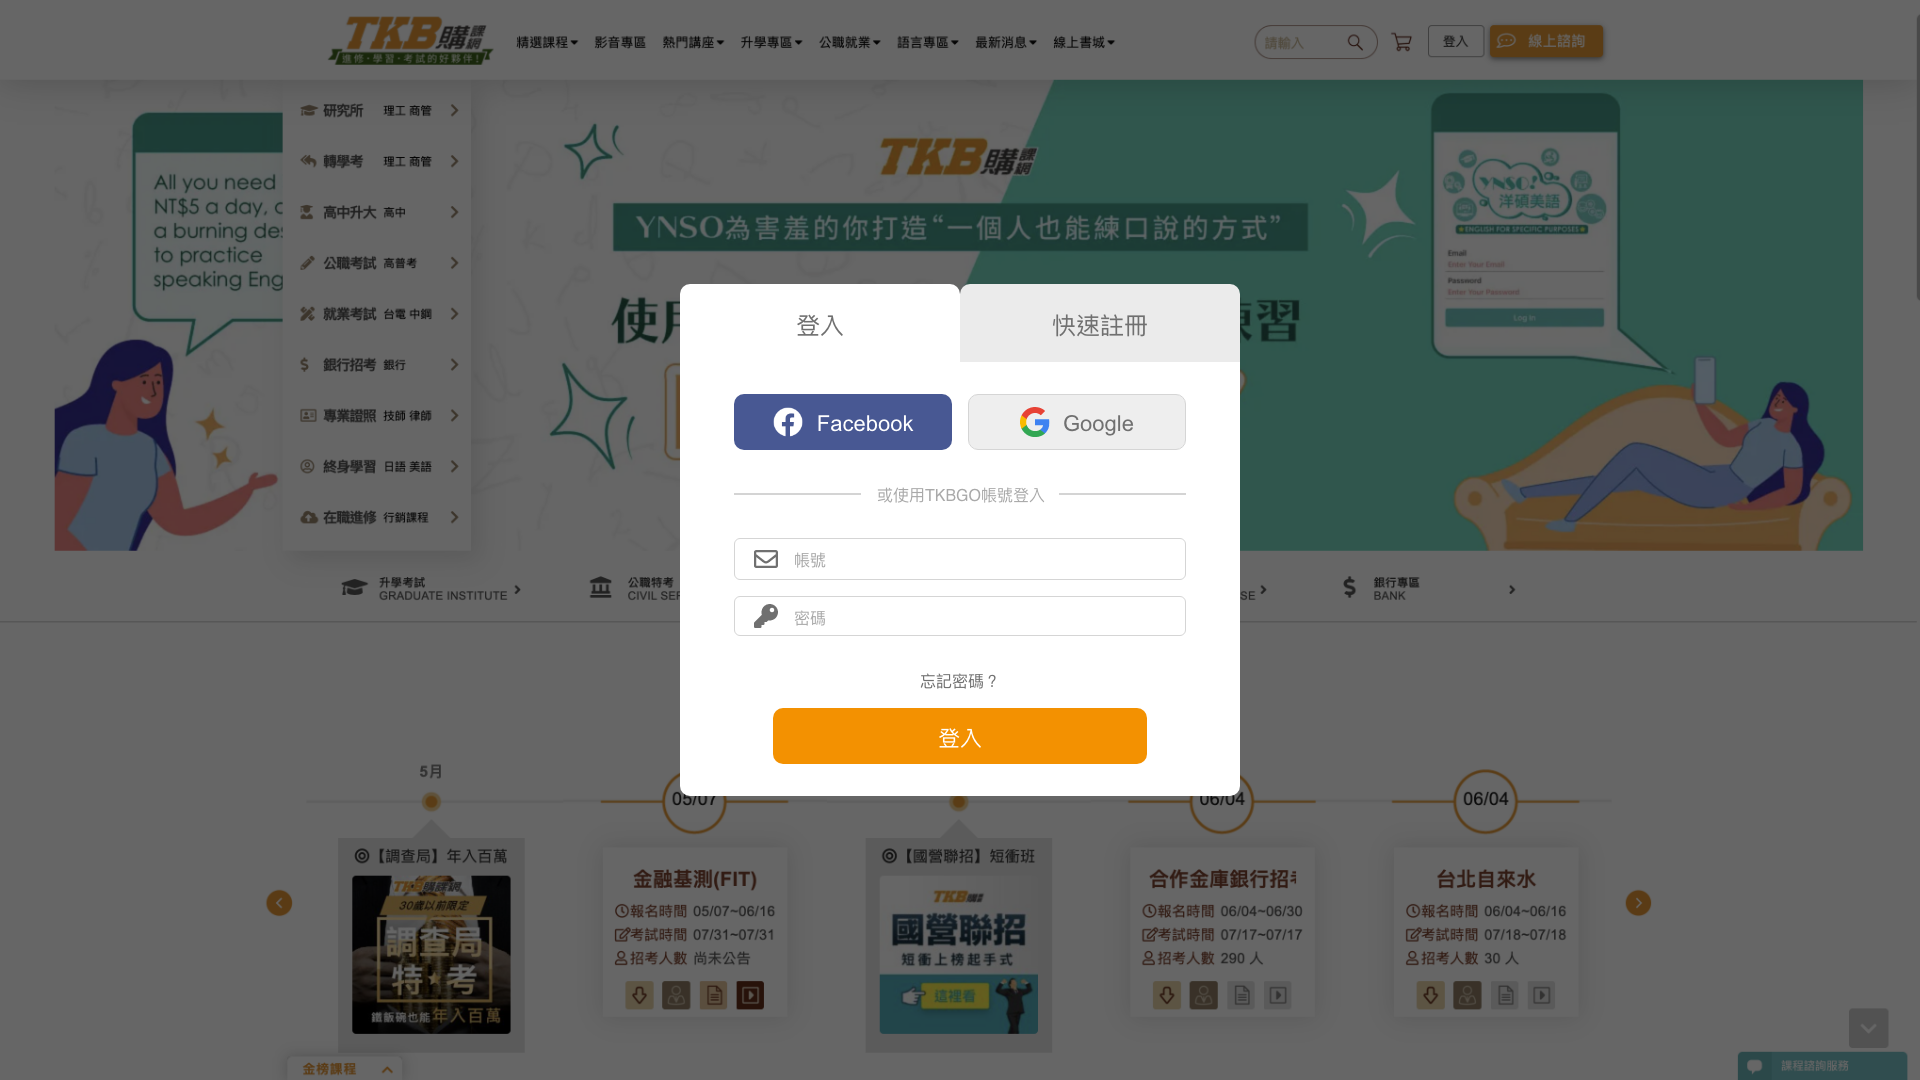 TKB購課網
進修·學習·考試的好夥伴!
精選課程
影音專區
熱門講座
升學專區
公職就業
語言專區
最新消息
線上書城
請輸入
登入
線上諮詢
研究所 理工 商管
轉學考 理工 商管
高中升大 高中
公職考試 高普考
就業考試 台電 中鋼
銀行招考 銀行
專業證照 技師 律師
終身學習 日語 美語
在職進修 行銷課程
All you need
NT$5 a day,
a burning
to practice
speaking
TKB購課網
YNSO為害羞的你打造“一個人也能練口說的方式”
使用
練習
YNSO!
洋碩美語
ENGLISH FOR SPECIFIC PURPOSES
Email
Enter Your Email
Password
Enter Your Password
Log in
登入
快速註冊
Facebook
Google
或使用TKBGO帳號登入
帳號
密碼
忘記密碼？
登入
升學考試
GRADUATE INSTITUTE
公職特考
CIVIL SE
SE
銀行專區
BANK
5月
05/07
06/04
06/04
【調查局】年入百萬
TKB購課網
30歲以前限定
調查局
特★考
鐵飯碗也能年入百萬
金融基測(FIT)
報名時間 05/07~06/16
考試時間 07/31~07/31
招考人數 尚未公告
【國營聯招】短衝班
TKB購課網
國營聯招
短衝上榜起手式
這裡看
合作金庫銀行招
報名時間 06/04~06/30
考試時間 07/17~07/17
招考人數 290 人
台北自來水
報名時間 06/04~06/16
考試時間 07/18~07/18
招考人數 30 人
金榜課程
課程諮詢服務